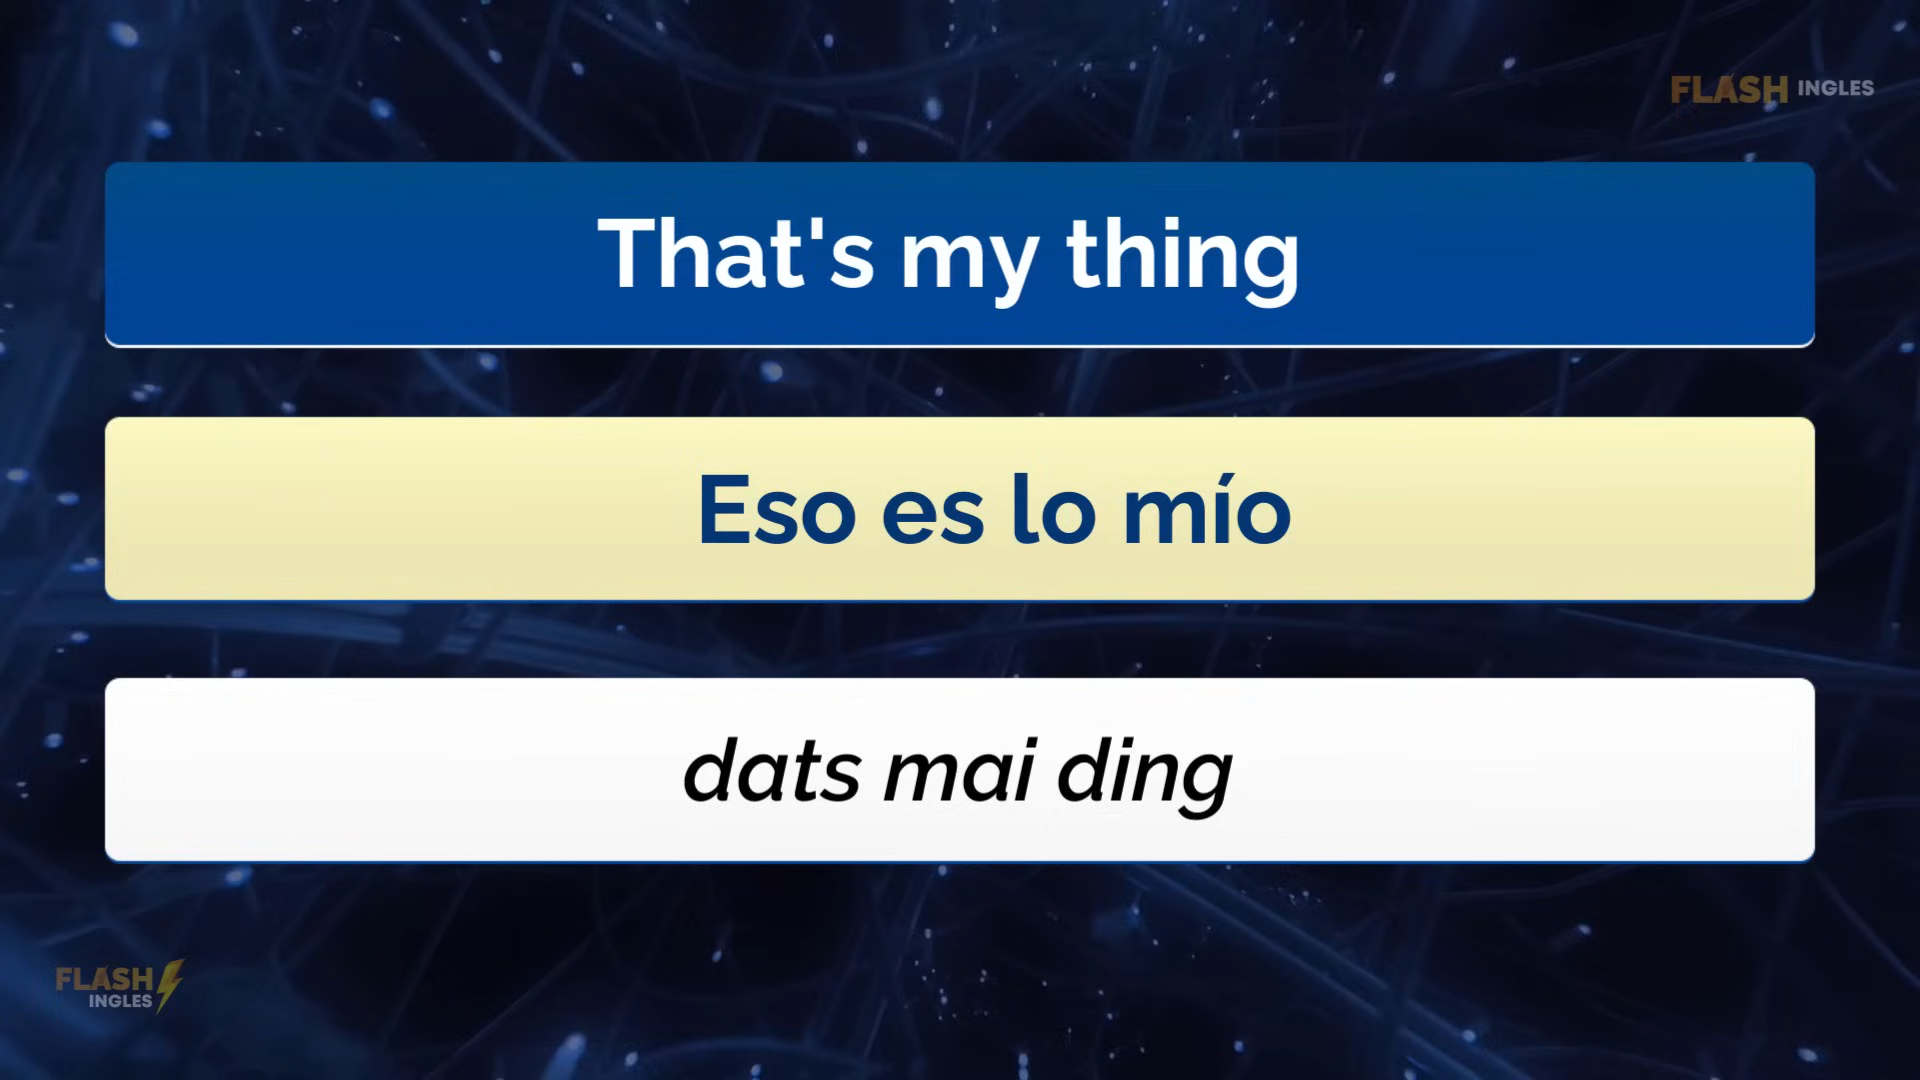 FLASH INGLES
That's my thing
Eso es lo mío
dats mai ding
FLASH
INGLES